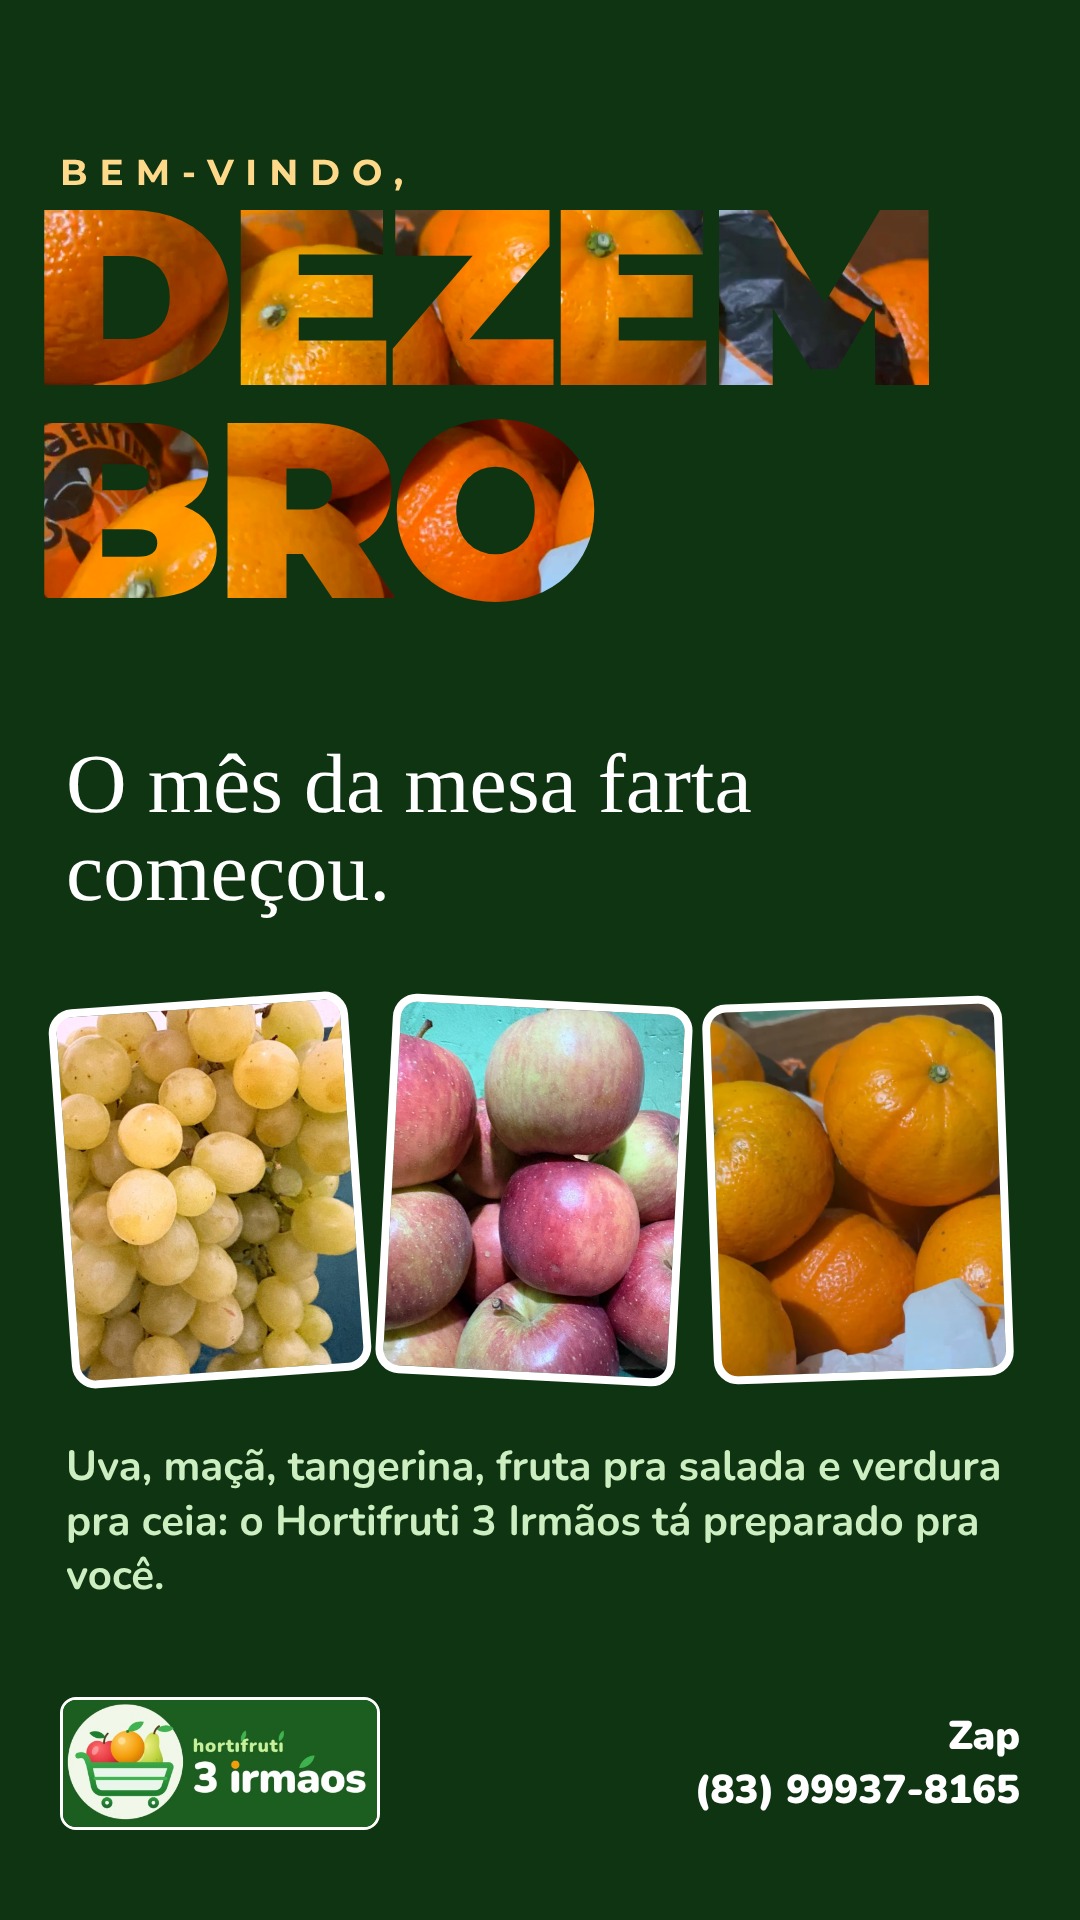 BEM-VINDO,
DEZEM
BRO
O mês da mesa farta
começou.
Uva, maçã, tangerina, fruta pra salada e verdura
pra ceia: o Hortifruti 3 Irmãos tá preparado pra
você.
hortifruti
3 irmãos
Zap
(83) 99937-8165